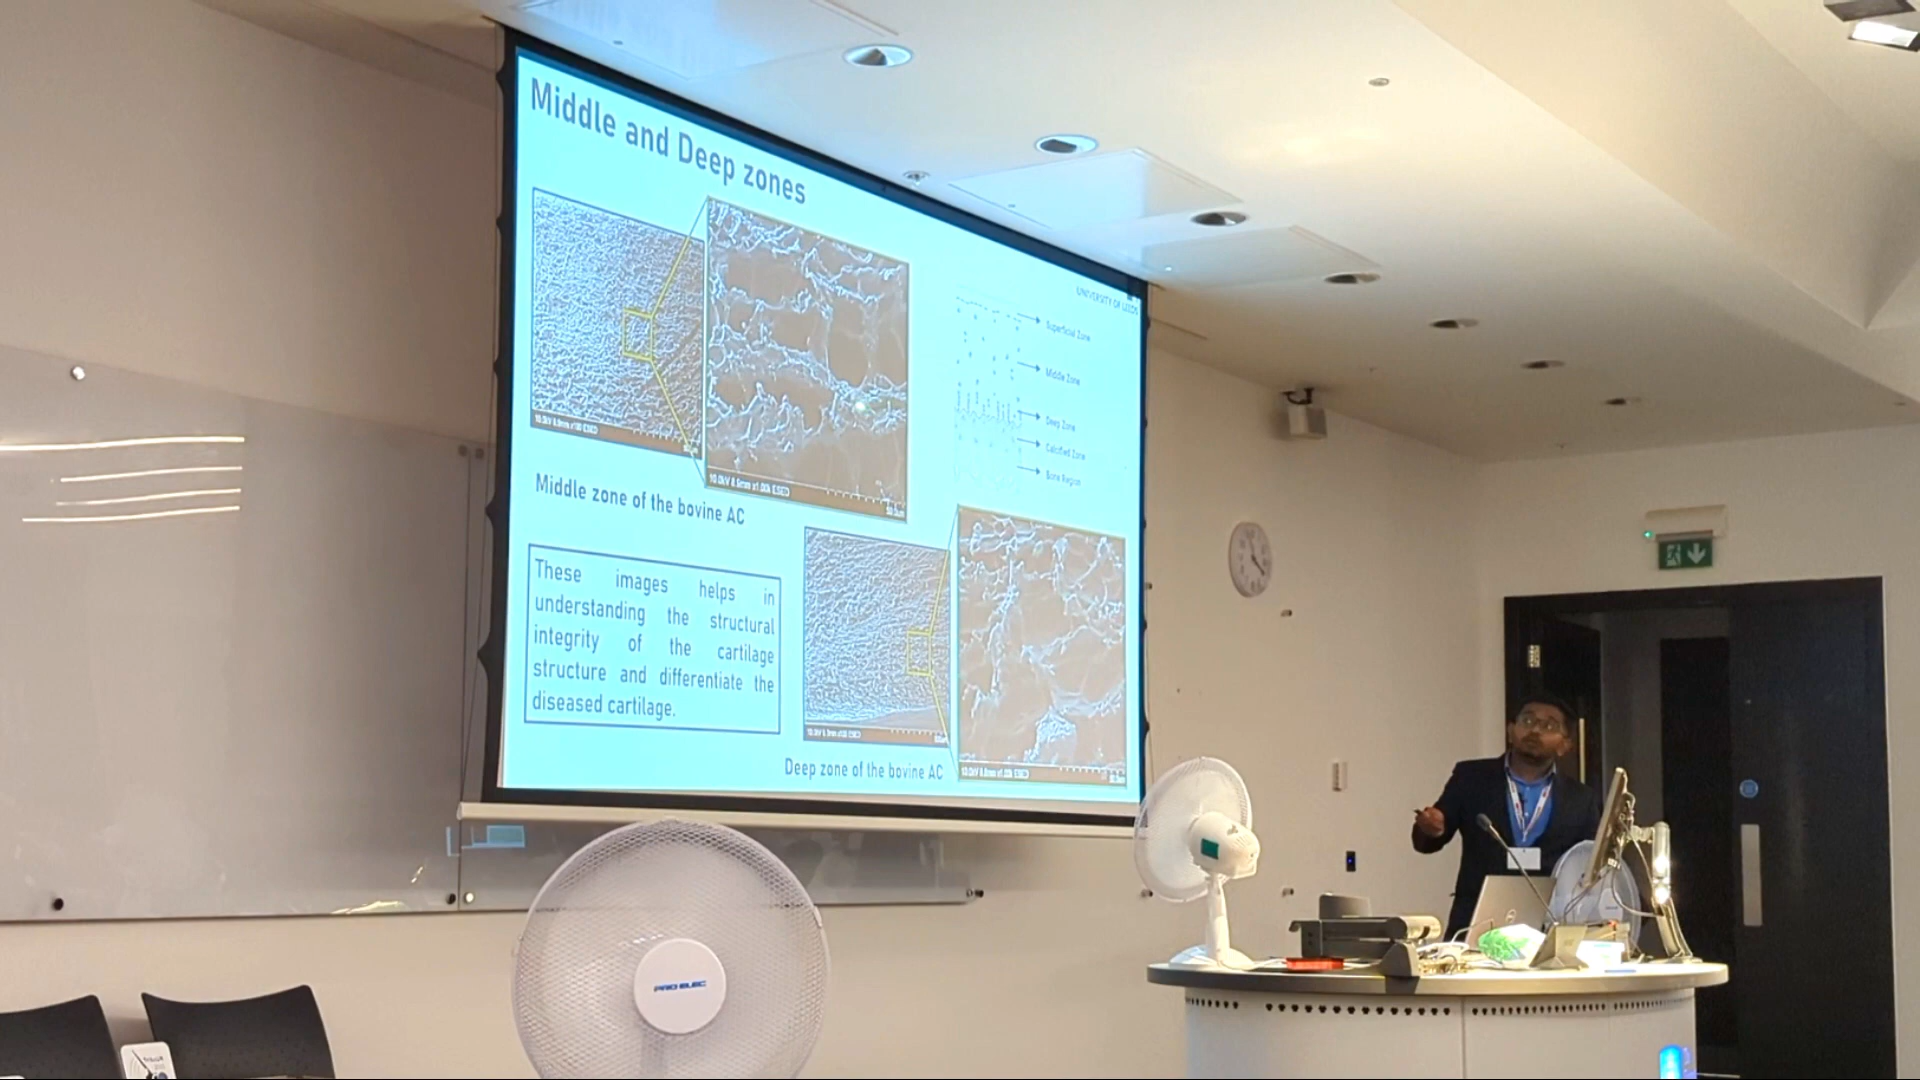 Middle and Deep zones
UNIVERSITY OF LEEDS
Superficial Zone
Middle Zone
Deep Zone
Calcified Zone
Bone Region
Middle zone of the bovine AC
These images helps in
understanding the structural
integrity of the cartilage
structure and differentiate the
diseased cartilage.
Deep zone of the bovine AC
PRO ELEC